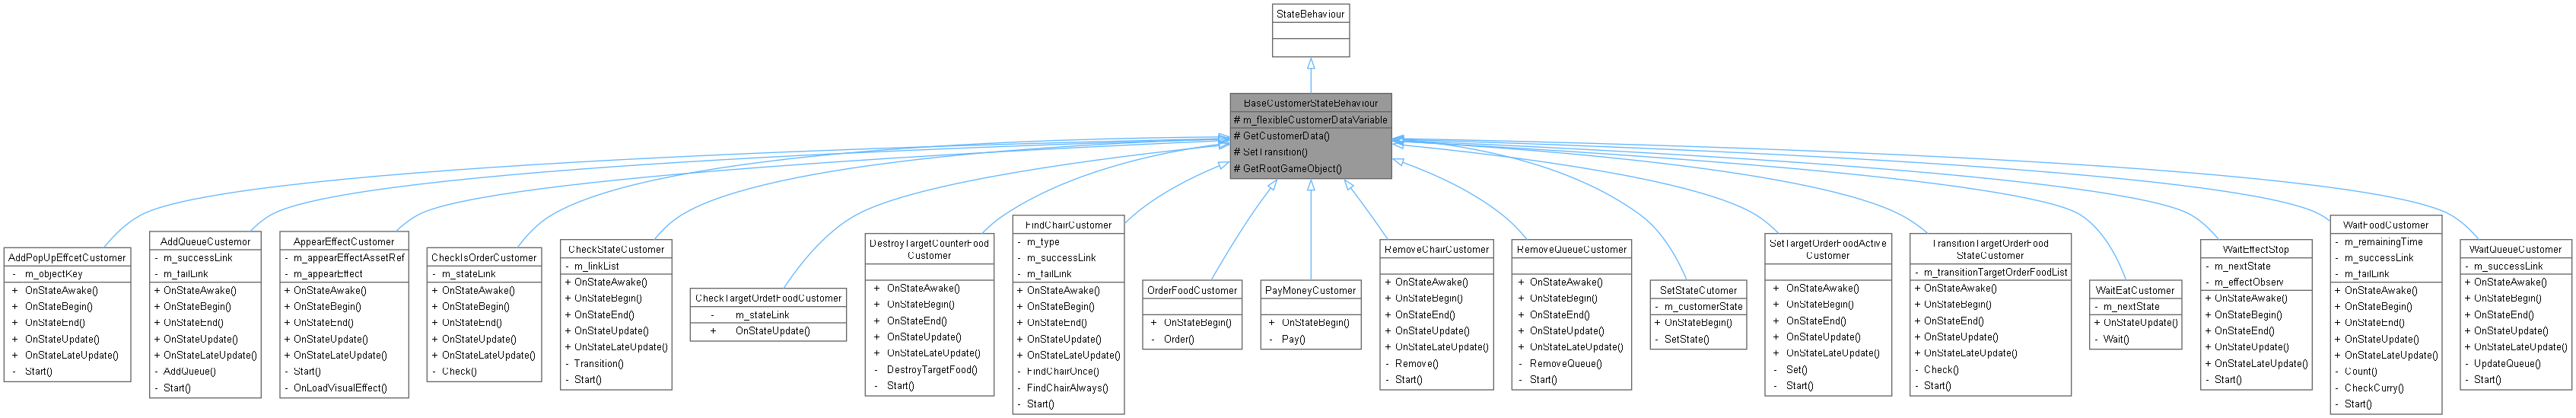 StateBehaviour
BaseCustomerStateBehaviour
# m_flexibleCustomerDataVariable
# GetCustomerData()
# SetTransition()
# GetRootGameObject()
AddPopUpEffcetCustomer
- m_objectKey
+ OnStateAwake()
+ OnStateBegin()
+ OnStateEnd()
+ OnStateUpdate()
+ OnStateLateUpdate()
- Start()
AddQueueCustemor
- m_successLink
- m_failLink
+ OnStateAwake()
+ OnStateBegin()
+ OnStateEnd()
+ OnStateUpdate()
+ OnStateLateUpdate()
- AddQueue()
- Start()
AppearEffectCustomer
- m_appearEffectAssetRef
- m_appearEffect
+ OnStateAwake()
+ OnStateBegin()
+ OnStateEnd()
+ OnStateUpdate()
+ OnStateLateUpdate()
- Start()
- OnLoadVisualEffect()
CheckIsOrderCustomer
- m_stateLink
+ OnStateAwake()
+ OnStateBegin()
+ OnStateEnd()
+ OnStateUpdate()
+ OnStateLateUpdate()
- Check()
CheckStateCustomer
- m_linkList
+ OnStateAwake()
+ OnStateBegin()
+ OnStateEnd()
+ OnStateUpdate()
+ OnStateLateUpdate()
- Transition()
- Start()
CheckTargetOrdetFoodCustomer
- m_stateLink
+ OnStateUpdate()
DestroyTargetCounterFood
Customer
+ OnStateAwake()
+ OnStateBegin()
+ OnStateEnd()
+ OnStateUpdate()
+ OnStateLateUpdate()
- DestroyTargetFood()
- Start()
FindChairCustomer
- m_type
- m_successLink
- m_failLink
+ OnStateAwake()
+ OnStateBegin()
+ OnStateEnd()
+ OnStateUpdate()
+ OnStateLateUpdate()
- FindChairOnce()
- FindChairAlways()
- Start()
OrderFoodCustomer
+ OnStateBegin()
- Order()
PayMoneyCustomer
+ OnStateBegin()
- Pay()
RemoveChairCustomer
+ OnStateAwake()
+ OnStateBegin()
+ OnStateEnd()
+ OnStateUpdate()
+ OnStateLateUpdate()
- Remove()
- Start()
RemoveQueueCustomer
+ OnStateAwake()
+ OnStateBegin()
+ OnStateEnd()
+ OnStateUpdate()
+ OnStateLateUpdate()
- RemoveQueue()
- Start()
SetStateCutomer
- m_customerState
+ OnStateBegin()
- SetState()
SetTargetOrderFoodActive
Customer
+ OnStateAwake()
+ OnStateBegin()
+ OnStateEnd()
+ OnStateUpdate()
+ OnStateLateUpdate()
- Set()
- Start()
TransitionTargetOrderFood
StateCustomer
- m_transitionTargetOrderFoodList
+ OnStateAwake()
+ OnStateBegin()
+ OnStateEnd()
+ OnStateUpdate()
+ OnStateLateUpdate()
- Check()
- Start()
WaitEatCustomer
- m_nextState
+ OnStateUpdate()
- Wait()
WaitEffectStop
- m_nextState
- m_effectObserv
+ OnStateAwake()
+ OnStateBegin()
+ OnStateEnd()
+ OnStateUpdate()
+ OnStateLateUpdate()
- Start()
WaitFoodCustomer
- m_remainingTime
- m_successLink
- m_failLink
+ OnStateAwake()
+ OnStateBegin()
+ OnStateEnd()
+ OnStateUpdate()
+ OnStateLateUpdate()
- Count()
- CheckCurry()
- Start()
WaitQueueCustomer
- m_successLink
+ OnStateAwake()
+ OnStateBegin()
+ OnStateEnd()
+ OnStateUpdate()
+ OnStateLateUpdate()
- UpdateQueue()
- Start()